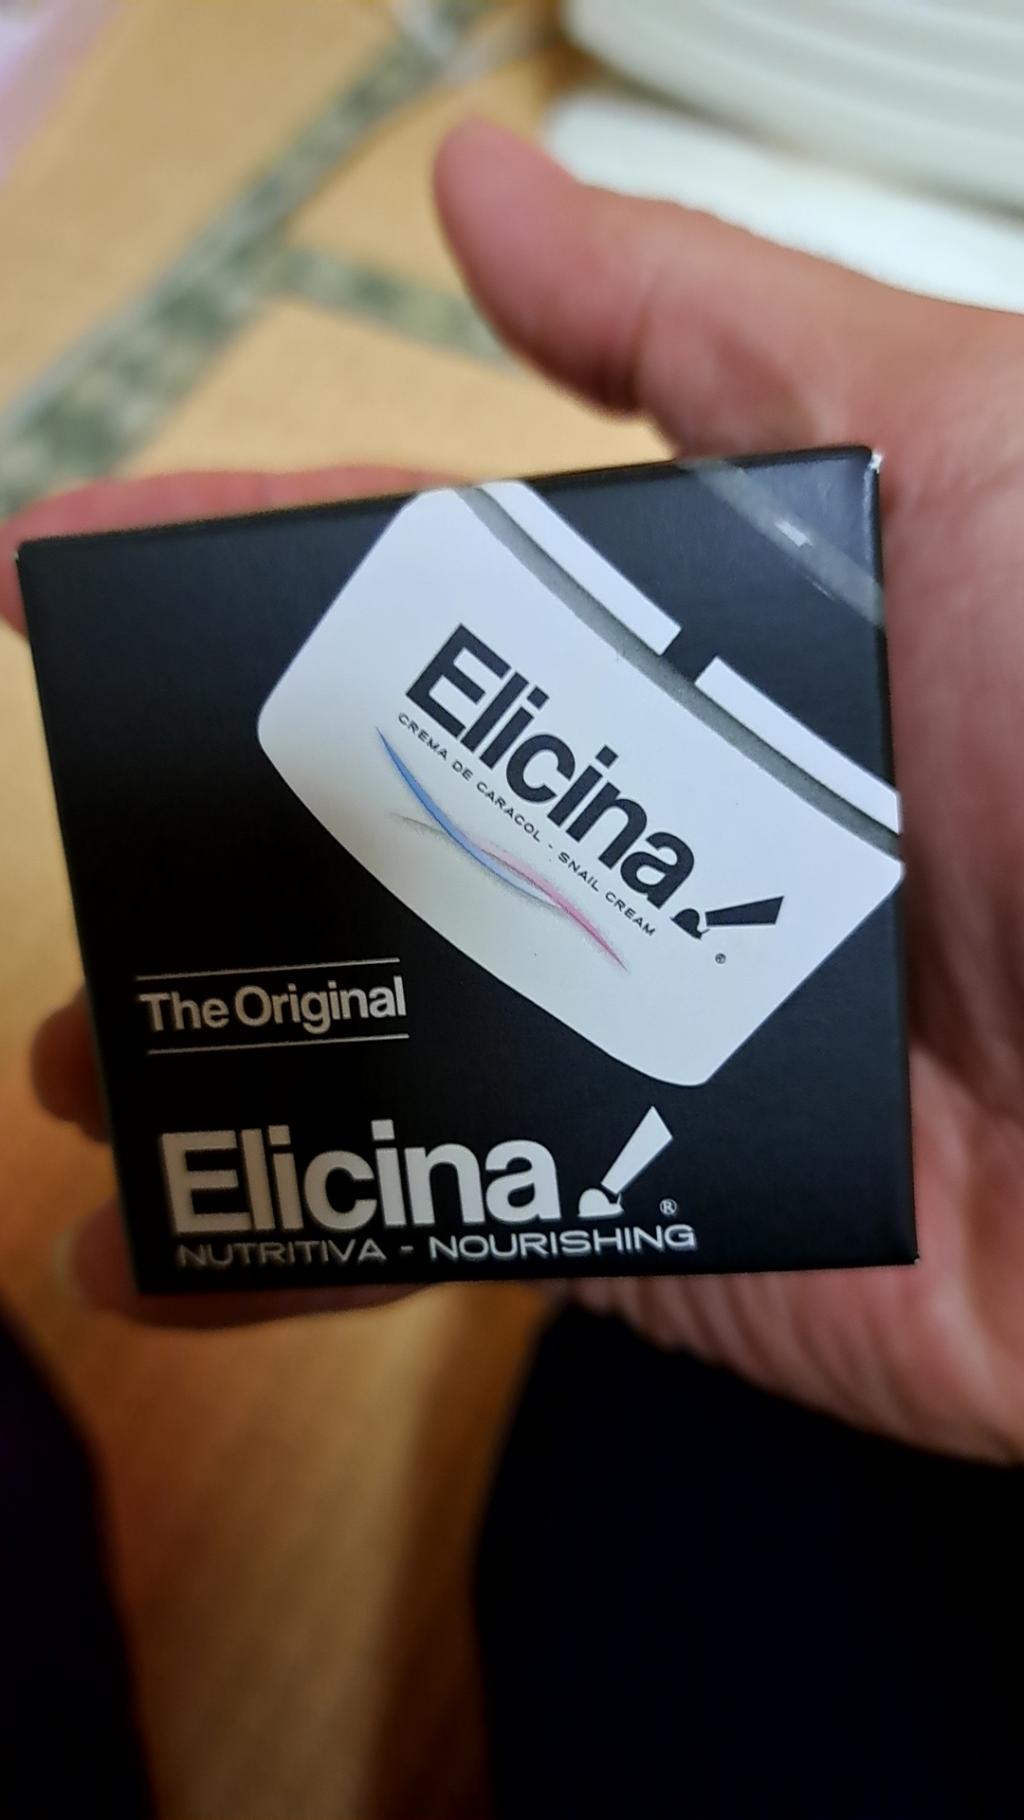 Elicina!
CREMA DE CARACOL - SNAIL CREAM
®
The Original
Elicina! ®
NUTRITIVA - NOURISHING